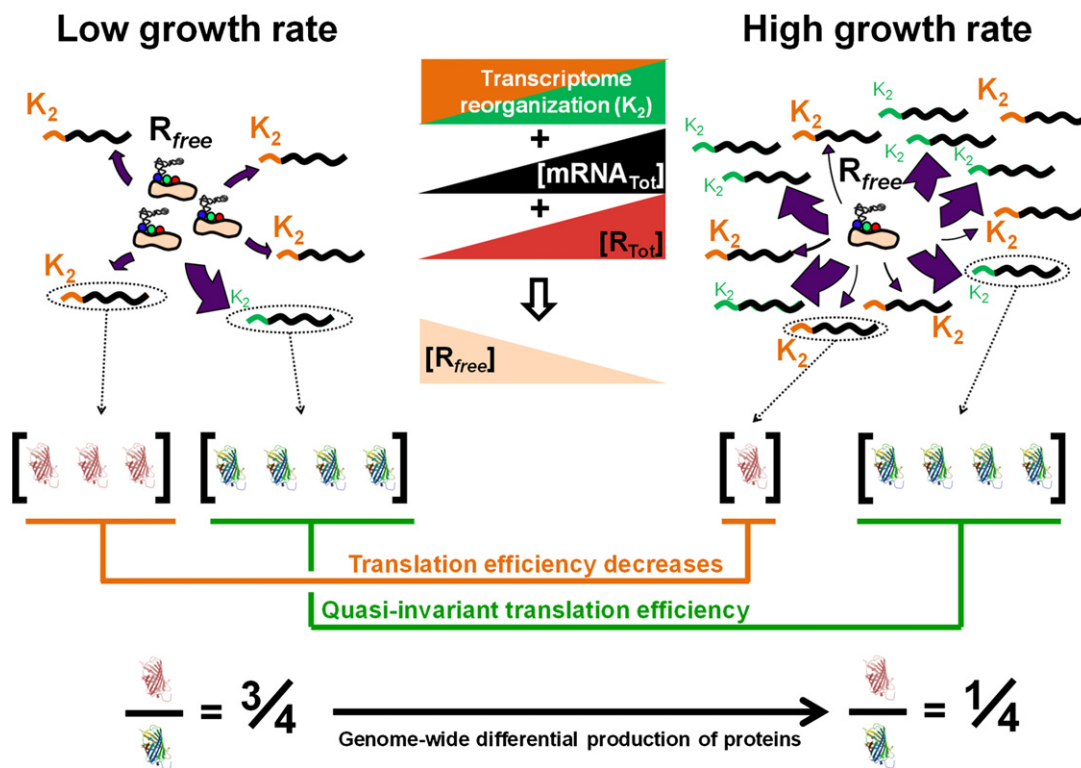 Low growth rate
High growth rate
Transcriptome
reorganization (K2)
+
[mRNATot]
+
[RTot]
[Rfree]
K2
Rfree
K2
K2
K2
K2
K2
K2
K2
K2
K2
K2
K2
Rfree
K2
K2
K2
K2
K2
K2
[ ]
[ ]
[ ]
[ ]
Translation efficiency decreases
Quasi-invariant translation efficiency
= 3/4
= 1/4
Genome-wide differential production of proteins